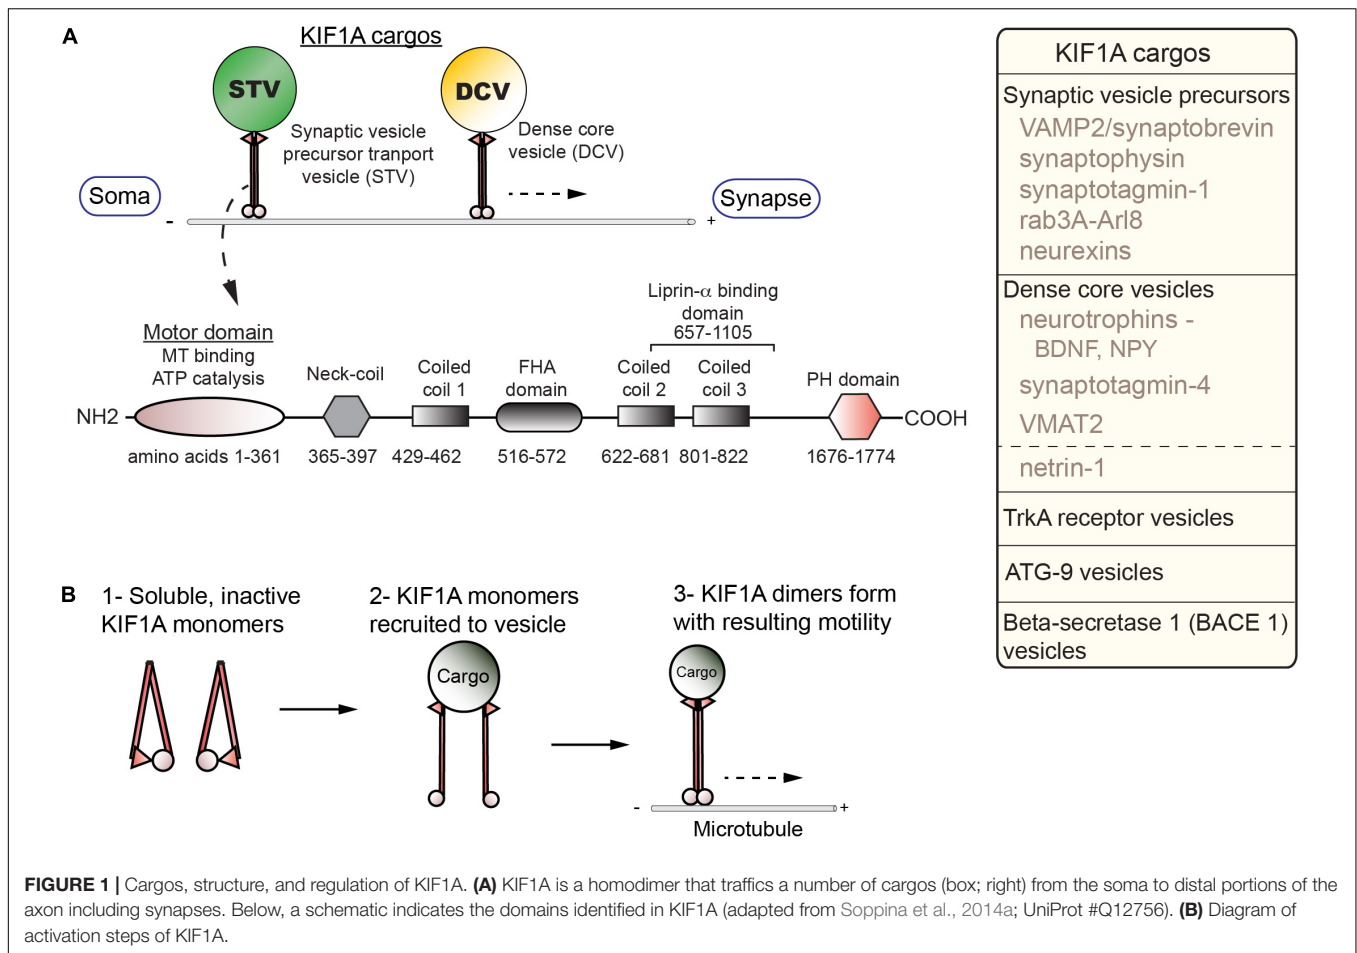 A
KIF1A cargos
STV
DCV
Synaptic vesicle
precursor tranport
vesicle (STV)
Dense core
vesicle (DCV)
Soma
-
+
Synapse
Liprin-α binding
domain
657-1105
Motor domain
MT binding
ATP catalysis
Neck-coil
Coiled
coil 1
FHA
domain
Coiled
coil 2
Coiled
coil 3
PH domain
NH2
COOH
amino acids 1-361
365-397
429-462
516-572
622-681
801-822
1676-1774
KIF1A cargos
Synaptic vesicle precursors
VAMP2/synaptobrevin
synaptophysin
synaptotagmin-1
rab3A-Arl8
neurexins
Dense core vesicles
neurotrophins -
BDNF, NPY
synaptotagmin-4
VMAT2
netrin-1
TrkA receptor vesicles
ATG-9 vesicles
Beta-secretase 1 (BACE 1)
vesicles
B
1- Soluble, inactive
KIF1A monomers
2- KIF1A monomers
recruited to vesicle
Cargo
3- KIF1A dimers form
with resulting motility
Cargo
-
+
Microtubule
FIGURE 1 | Cargos, structure, and regulation of KIF1A. (A) KIF1A is a homodimer that traffics a number of cargos (box; right) from the soma to distal portions of the
axon including synapses. Below, a schematic indicates the domains identified in KIF1A (adapted from Soppina et al., 2014a; UniProt #Q12756). (B) Diagram of
activation steps of KIF1A.